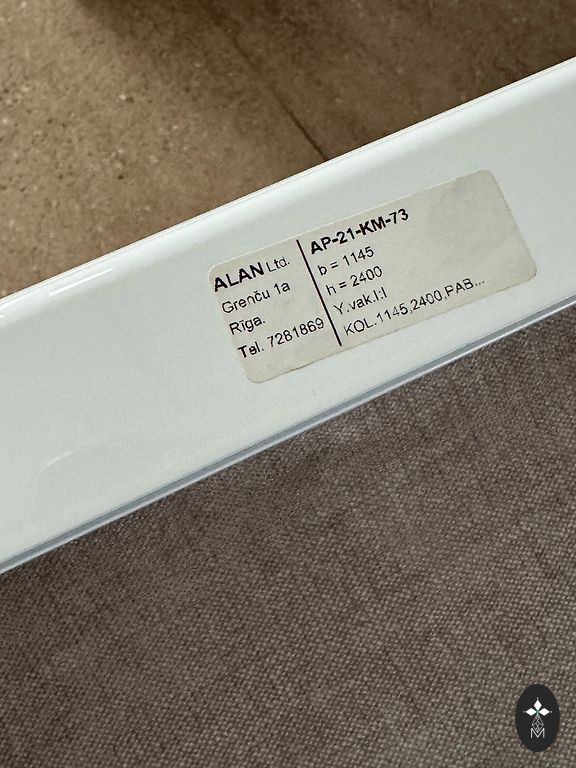 ALAN Ltd.
Grenču 1a
Rīga.
Tel. 7281869
AP-21-KM-73
b = 1145
h = 2400
Y.vak.l:l
KOL.1145,2400,PAB...
M